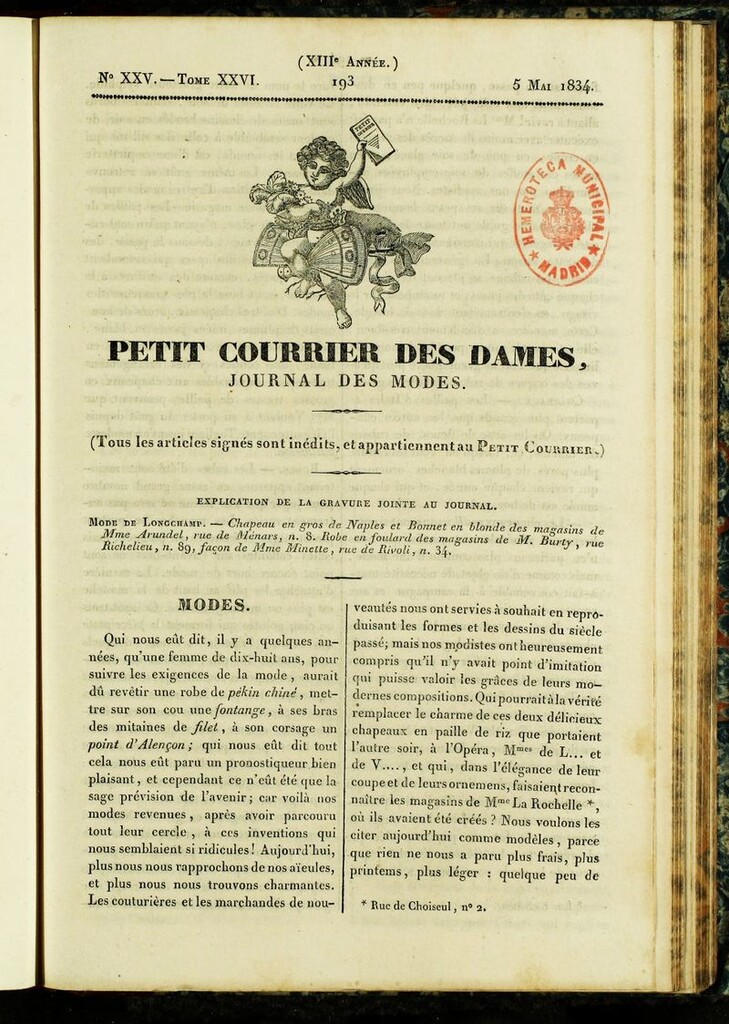 (XIIIe Année.)
No XXV. — Tome XXVI. 193 5 Mai 1834.
PETIT COURRIER
HEMEROTECA MUNICIPAL
★ MADRID ★
PETIT COURRIER DES DAMES,
JOURNAL DES MODES.
(Tous les articles signés sont inédits, et appartiennent au Petit Courrier.)
EXPLICATION DE LA GRAVURE JOINTE AU JOURNAL.
Mode de Longchamp. — Chapeau en gros de Naples et Bonnet en blonde des magasins de
Mme Arundel, rue de Ménars, n. 8. Robe en foulard des magasins de M. Burty, rue
Richelieu, n. 89, façon de Mme Minette, rue de Rivoli, n. 34.
MODES.
Qui nous eût dit, il y a quelques an-
nées, qu'une femme de dix-huit ans, pour
suivre les exigences de la mode, aurait
dû revêtir une robe de pékin chiné, met-
tre sur son cou une fontange, à ses bras
des mitaines de filet, à son corsage un
point d'Alençon; qui nous eût dit tout
cela nous eût paru un pronostiqueur bien
plaisant, et cependant ce n'eût été que la
sage prévision de l'avenir; car voilà nos
modes revenues, après avoir parcouru
tout leur cercle, à ces inventions qui
nous semblaient si ridicules! Aujourd'hui,
plus nous nous rapprochons de nos aïeules,
et plus nous nous trouvons charmantes.
Les couturières et les marchandes de nou-
veautés nous ont servies à souhait en repro-
duisant les formes et les dessins du siècle
passé; mais nos modistes ont heureusement
compris qu'il n'y avait point d'imitation
qui puisse valoir les grâces de leurs mo-
dernes compositions. Qui pourrait à la vérité
remplacer le charme de ces deux délicieux
chapeaux en paille de riz que portaient
l'autre soir, à l'Opéra, Mmes de L... et
de V...., et qui, dans l'élégance de leur
coupe et de leurs ornemens, faisaient recon-
naître les magasins de Mme La Rochelle *,
où ils avaient été créés? Nous voulons les
citer aujourd'hui comme modèles, parce
que rien ne nous a paru plus frais, plus
printems, plus léger : quelque peu de
* Rue de Choiseul, no 2.